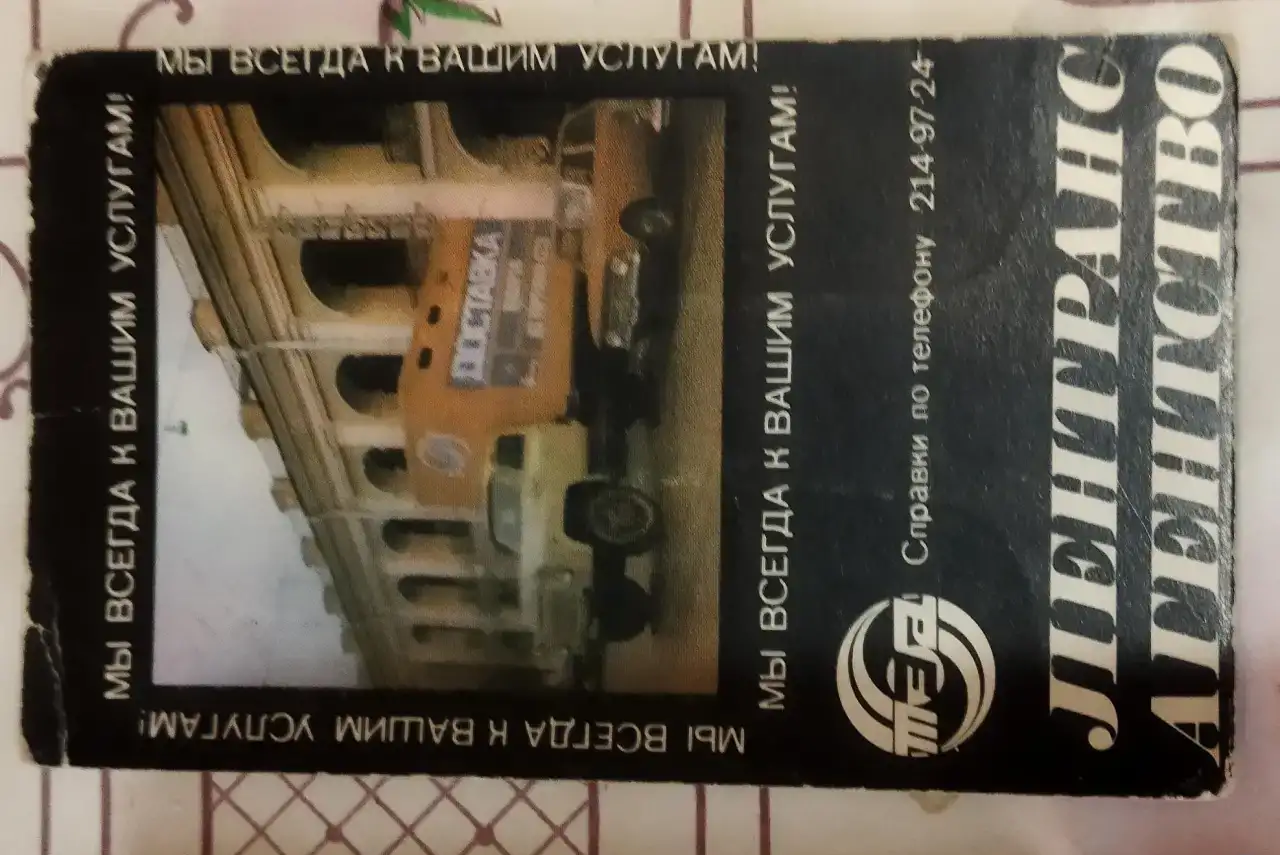 МЫ ВСЕГДА К ВАШИМ УСЛУГАМ!
МЫ ВСЕГДА К ВАШИМ УСЛУГАМ!
МЫ ВСЕГДА К ВАШИМ УСЛУГАМ!
МЫ ВСЕГДА К ВАШИМ УСЛУГАМ!
ДОСТАВКА
Справки по телефону 214-97-24
ЛЕНТРАНС
АГЕНТСТВО